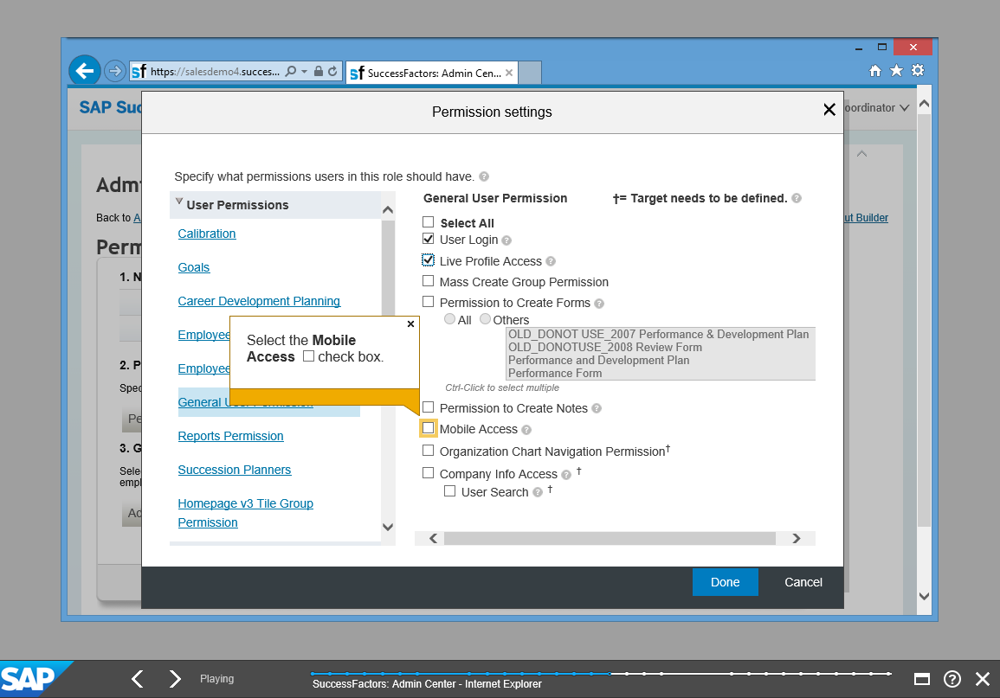 https://salesdemo4.succes...
SuccessFactors: Admin Cen...
SAP Suc
oordinator
Permission settings
Specify what permissions users in this role should have.
User Permissions
Calibration
Goals
Career Development Planning
Employee
Employee
General User Permission
Reports Permission
Succession Planners
Homepage v3 Tile Group
Permission
General User Permission
†= Target needs to be defined.
Select All
User Login
Live Profile Access
Mass Create Group Permission
Permission to Create Forms
All Others
OLD_DONOT USE_2007 Performance & Development Plan
OLD_DONOTUSE_2008 Review Form
Performance and Development Plan
Performance Form
Ctrl-Click to select multiple
Permission to Create Notes
Mobile Access
Organization Chart Navigation Permission†
Company Info Access †
User Search †
Select the Mobile
Access check box.
Back to A
ut Builder
Perm
1. N
2. P
Spec
Pe
3. G
Sele
empl
Ad
Done
Cancel
SAP
Playing
SuccessFactors: Admin Center - Internet Explorer